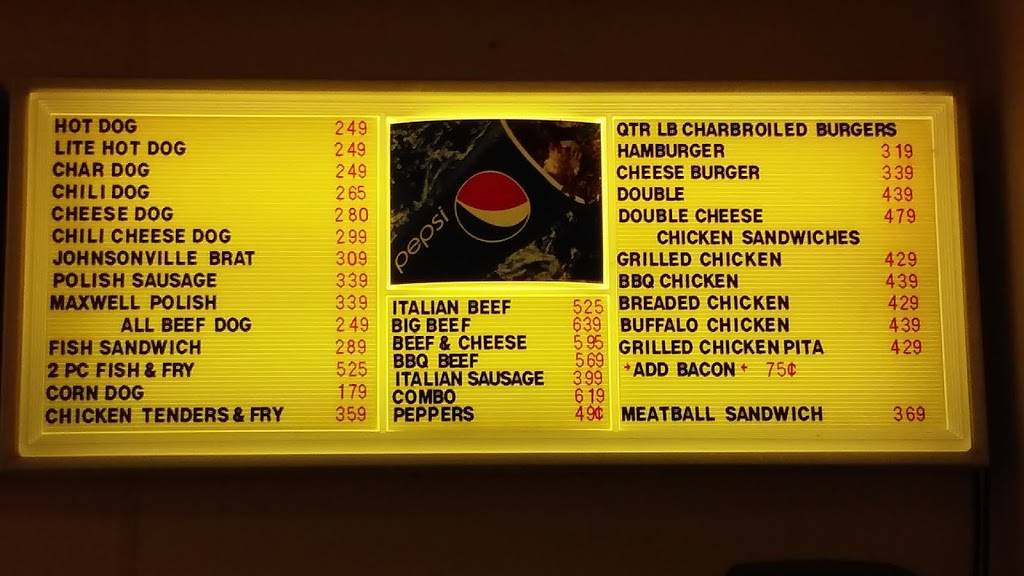 HOT DOG 249
LITE HOT DOG 249
CHAR DOG 249
CHILI DOG 265
CHEESE DOG 280
CHILI CHEESE DOG 299
JOHNSONVILLE BRAT 309
POLISH SAUSAGE 339
MAXWELL POLISH 339
ALL BEEF DOG 249
FISH SANDWICH 289
2 PC FISH & FRY 525
CORN DOG 179
CHICKEN TENDERS & FRY 359
pepsi
ITALIAN BEEF 525
BIG BEEF 639
BEEF & CHEESE 595
BBQ BEEF 569
ITALIAN SAUSAGE 399
COMBO 619
PEPPERS 49¢
QTR LB CHARBROILED BURGERS
HAMBURGER 319
CHEESE BURGER 339
DOUBLE 439
DOUBLE CHEESE 479
CHICKEN SANDWICHES
GRILLED CHICKEN 429
BBQ CHICKEN 439
BREADED CHICKEN 429
BUFFALO CHICKEN 439
GRILLED CHICKEN PITA 429
*ADD BACON* 75¢
MEATBALL SANDWICH 369